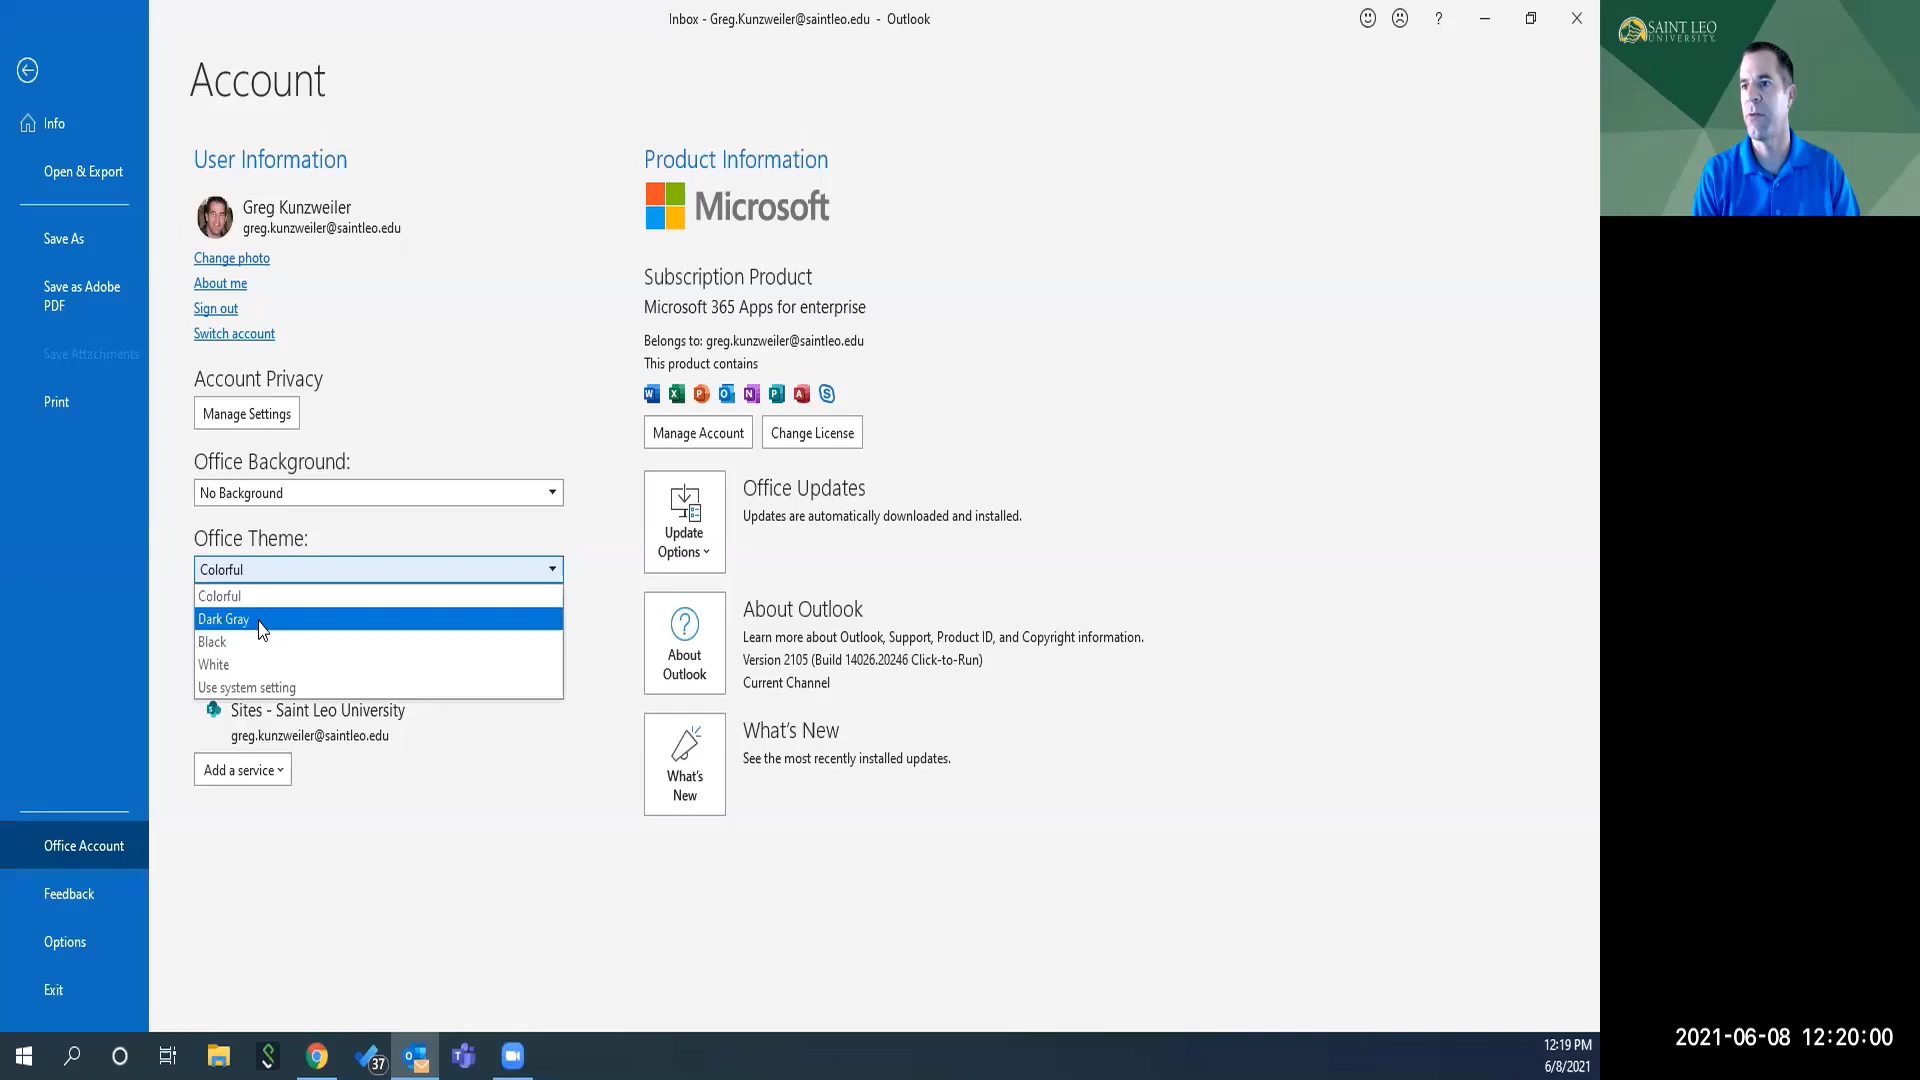 Inbox - Greg.Kunzweiler@saintleo.edu - Outlook
?
SAINT LEO
UNIVERSITY
Account
Info
Open & Export
Save As
Save as Adobe
PDF
Save Attachments
Print
Office Account
Feedback
Options
Exit
User Information
Greg Kunzweiler
greg.kunzweiler@saintleo.edu
Change photo
About me
Sign out
Switch account
Account Privacy
Manage Settings
Office Background:
No Background
Office Theme:
Colorful
Colorful
Dark Gray
Black
White
Use system setting
Sites - Saint Leo University
greg.kunzweiler@saintleo.edu
Add a service
Product Information
Microsoft
Subscription Product
Microsoft 365 Apps for enterprise
Belongs to: greg.kunzweiler@saintleo.edu
This product contains
W X P O N P A S
Manage Account
Change License
Update
Options
Office Updates
Updates are automatically downloaded and installed.
?
About
Outlook
About Outlook
Learn more about Outlook, Support, Product ID, and Copyright information.
Version 2105 (Build 14026.20246 Click-to-Run)
Current Channel
What's
New
What's New
See the most recently installed updates.
37
12:19 PM
6/8/2021
2021-06-08 12:20:00